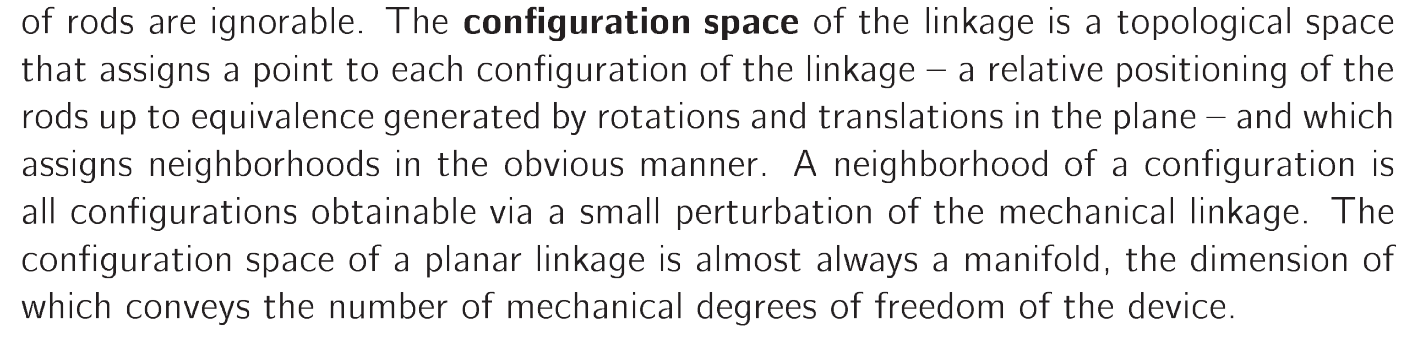 of rods are ignorable. The configuration space of the linkage is a topological space
that assigns a point to each configuration of the linkage – a relative positioning of the
rods up to equivalence generated by rotations and translations in the plane – and which
assigns neighborhoods in the obvious manner. A neighborhood of a configuration is
all configurations obtainable via a small perturbation of the mechanical linkage. The
configuration space of a planar linkage is almost always a manifold, the dimension of
which conveys the number of mechanical degrees of freedom of the device.